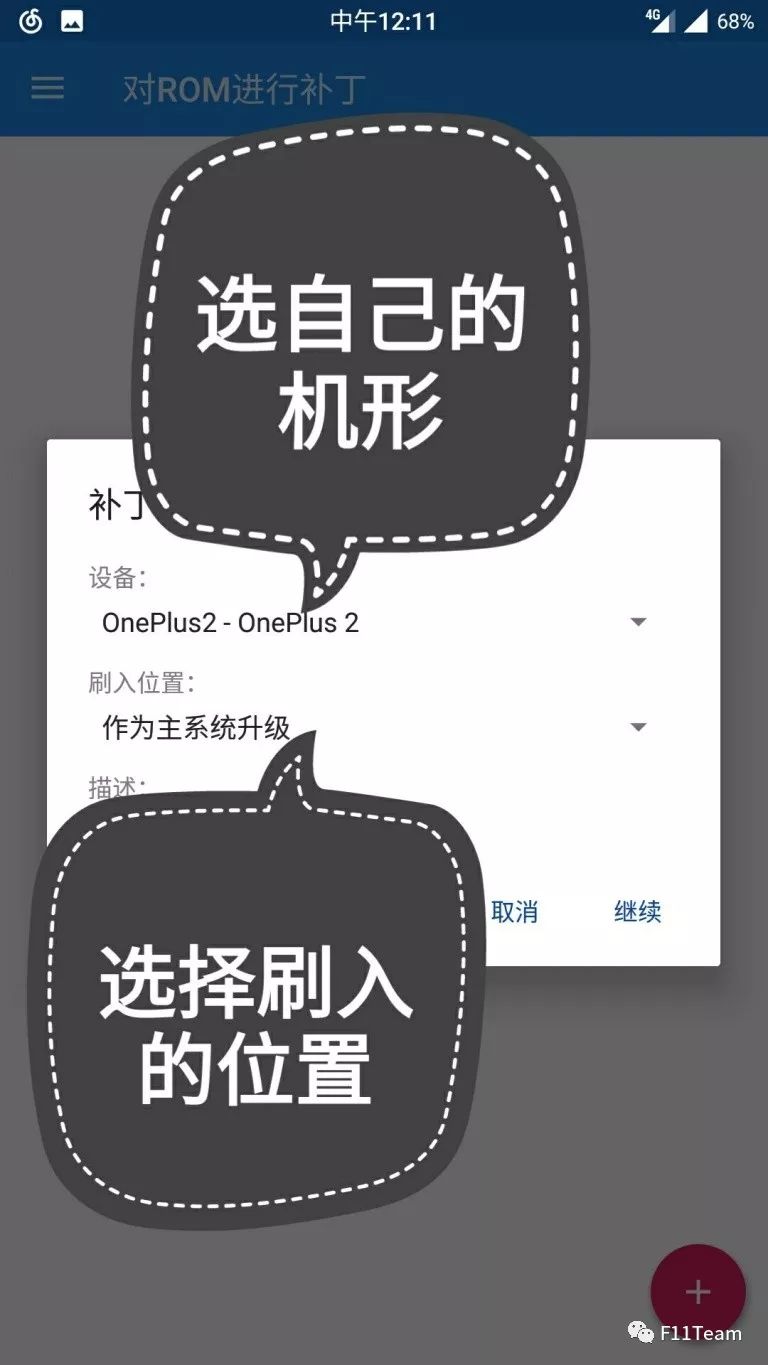 中午12:11
4G
68%
对ROM进行补丁
选自己的
机形
补丁
设备：
OnePlus2 - OnePlus 2
刷入位置：
作为主系统升级
描述：
取消
继续
选择刷入
的位置
F11Team